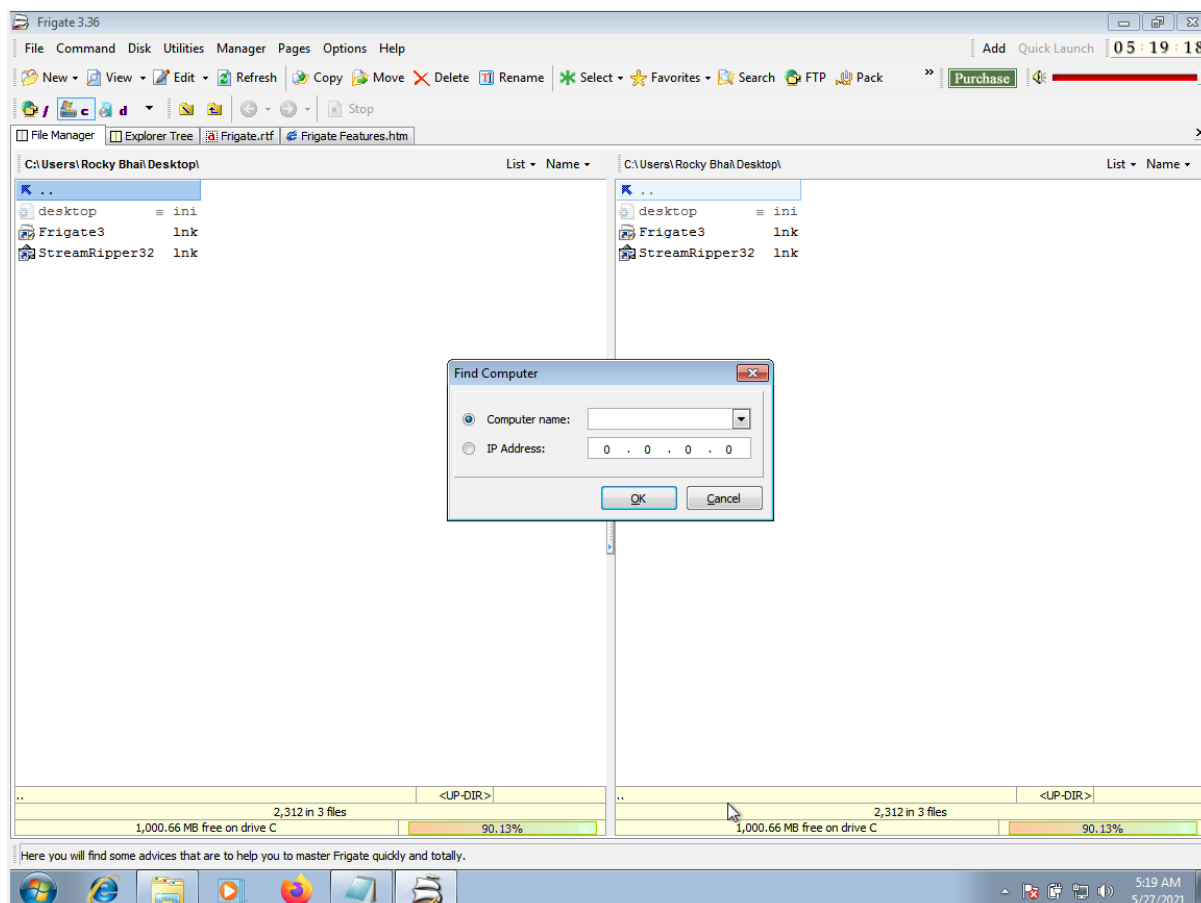 Frigate 3.36
File Command Disk Utilities Manager Pages Options Help
Add Quick Launch 05:19:18
New View Edit Refresh Copy Move Delete Rename Select Favorites Search FTP Pack » Purchase
/ c d Stop
File Manager Explorer Tree Frigate.rtf Frigate Features.htm
C:\Users\Rocky Bhai\Desktop\ List Name C:\Users\Rocky Bhai\Desktop\ List Name
.. ..
desktop ini desktop ini
Frigate3 lnk Frigate3 lnk
StreamRipper32 lnk StreamRipper32 lnk
Find Computer
Computer name:
IP Address: 0 . 0 . 0 . 0
OK Cancel
.. <UP-DIR> .. <UP-DIR>
2,312 in 3 files 2,312 in 3 files
1,000.66 MB free on drive C 90.13% 1,000.66 MB free on drive C 90.13%
Here you will find some advices that are to help you to master Frigate quickly and totally.
5:19 AM
5/27/2021